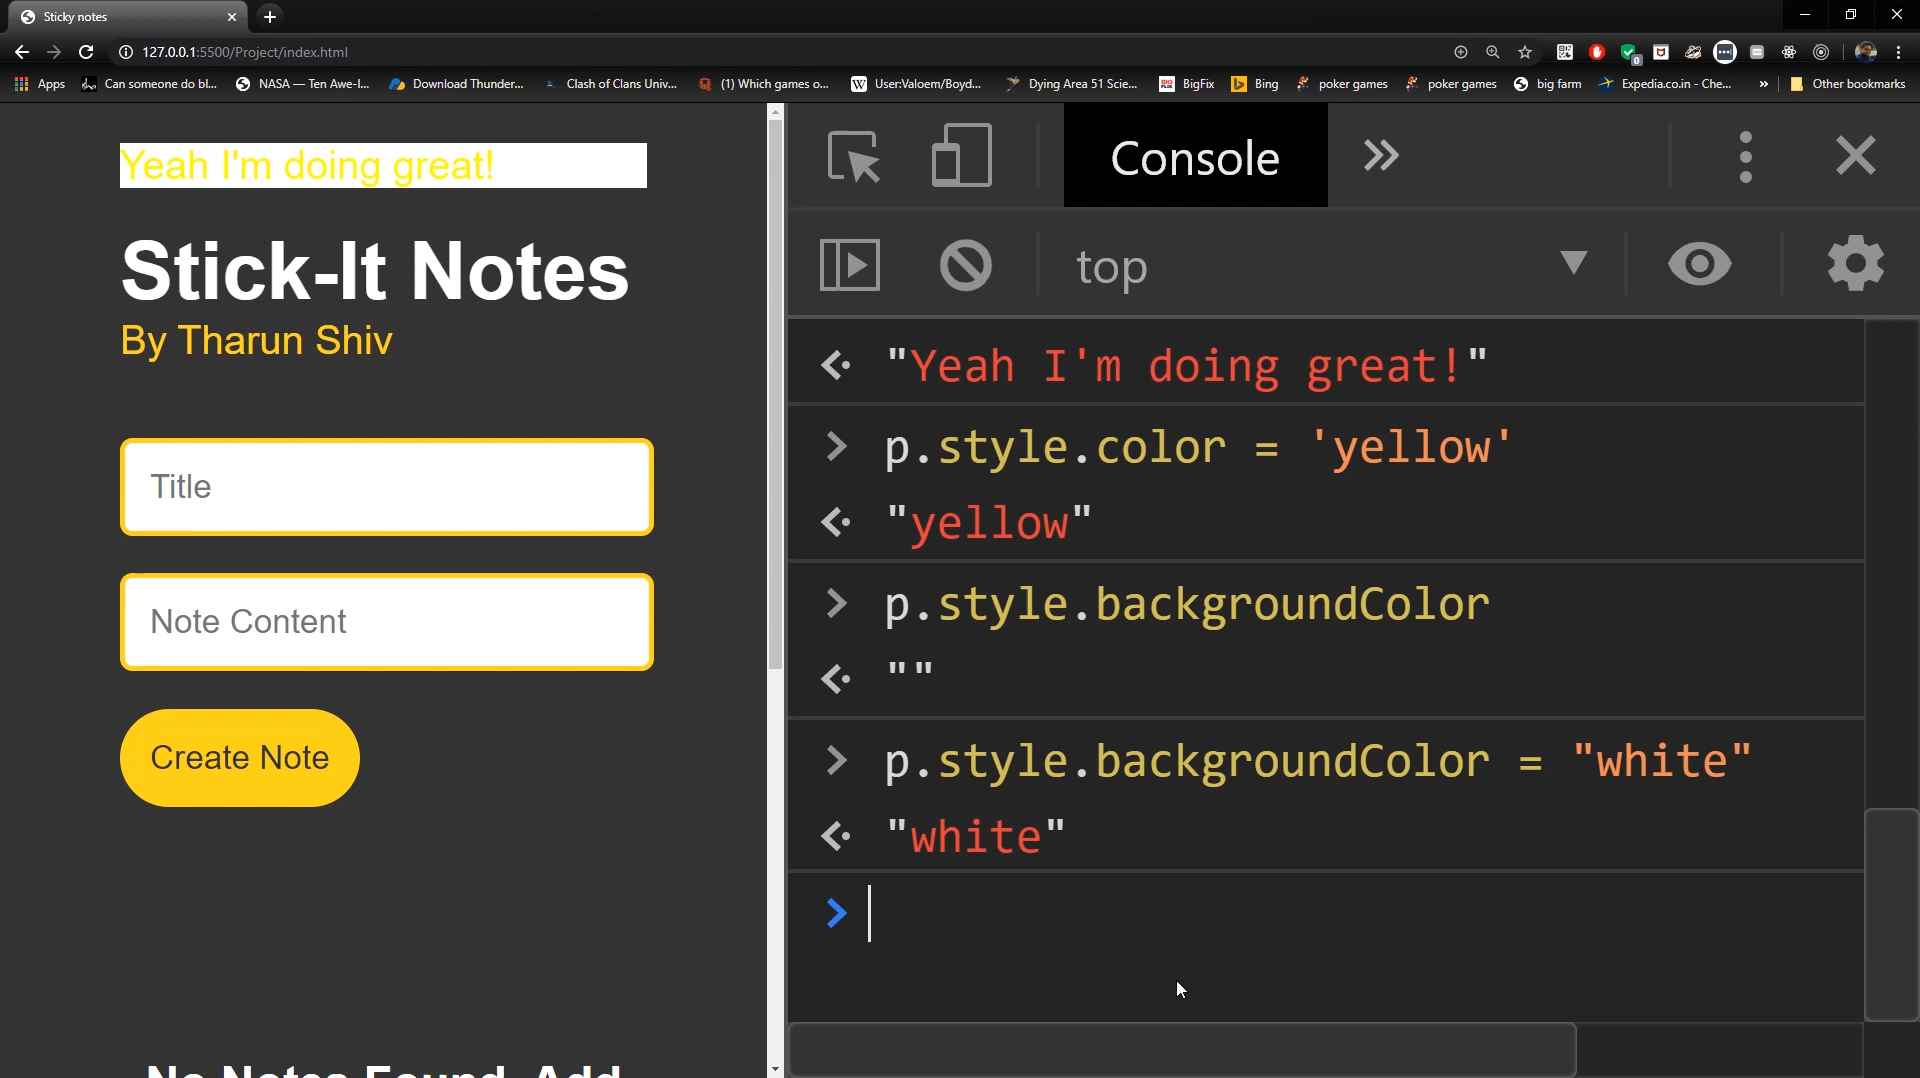 Sticky notes
127.0.0.1:5500/Project/index.html
Apps Can someone do bl... NASA — Ten Awe-I... Download Thunder... Clash of Clans Univ... (1) Which games o... User:Valoem/Boyd... Dying Area 51 Scie... BigFix Bing poker games poker games big farm Expedia.co.in - Che... » Other bookmarks
Yeah I'm doing great!
Stick-It Notes
By Tharun Shiv
Title
Note Content
Create Note
No Notes Found, Add
Console
top
"Yeah I'm doing great!"
p.style.color = 'yellow'
"yellow"
p.style.backgroundColor
""
p.style.backgroundColor = "white"
"white"